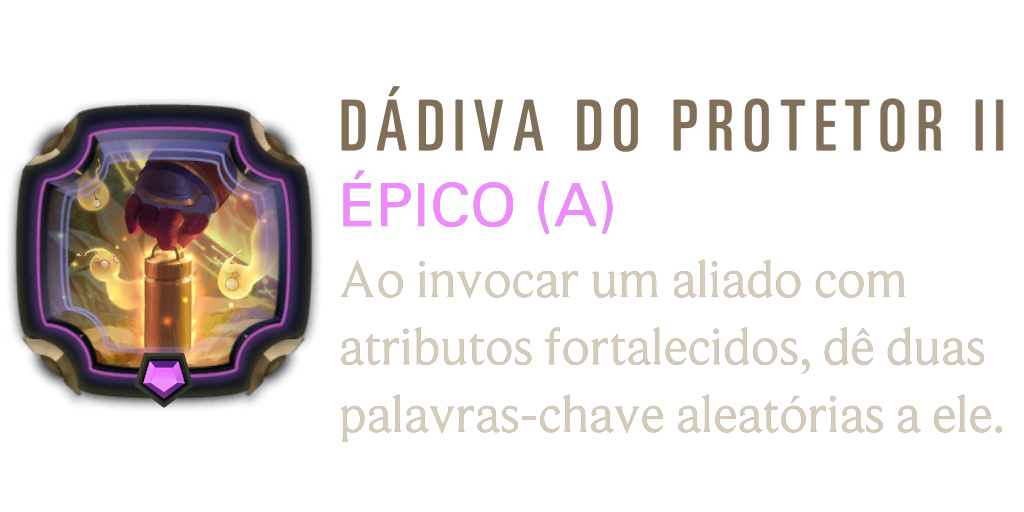 DÁDIVA DO PROTETOR II
ÉPICO (A)
Ao invocar um aliado com
atributos fortalecidos, dê duas
palavras-chave aleatórias a ele.